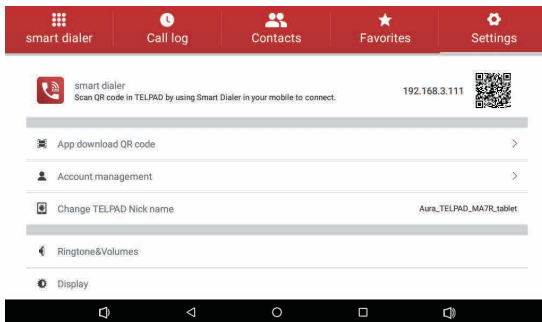 smart dialer
Call log
Contacts
Favorites
Settings
smart dialer
Scan QR code in TELPAD by using Smart Dialer in your mobile to connect.
192.168.3.111
App download QR code
Account management
Change TELPAD Nick name
Aura_TELPAD_MA7R_tablet
Ringtone&Volumes
Display